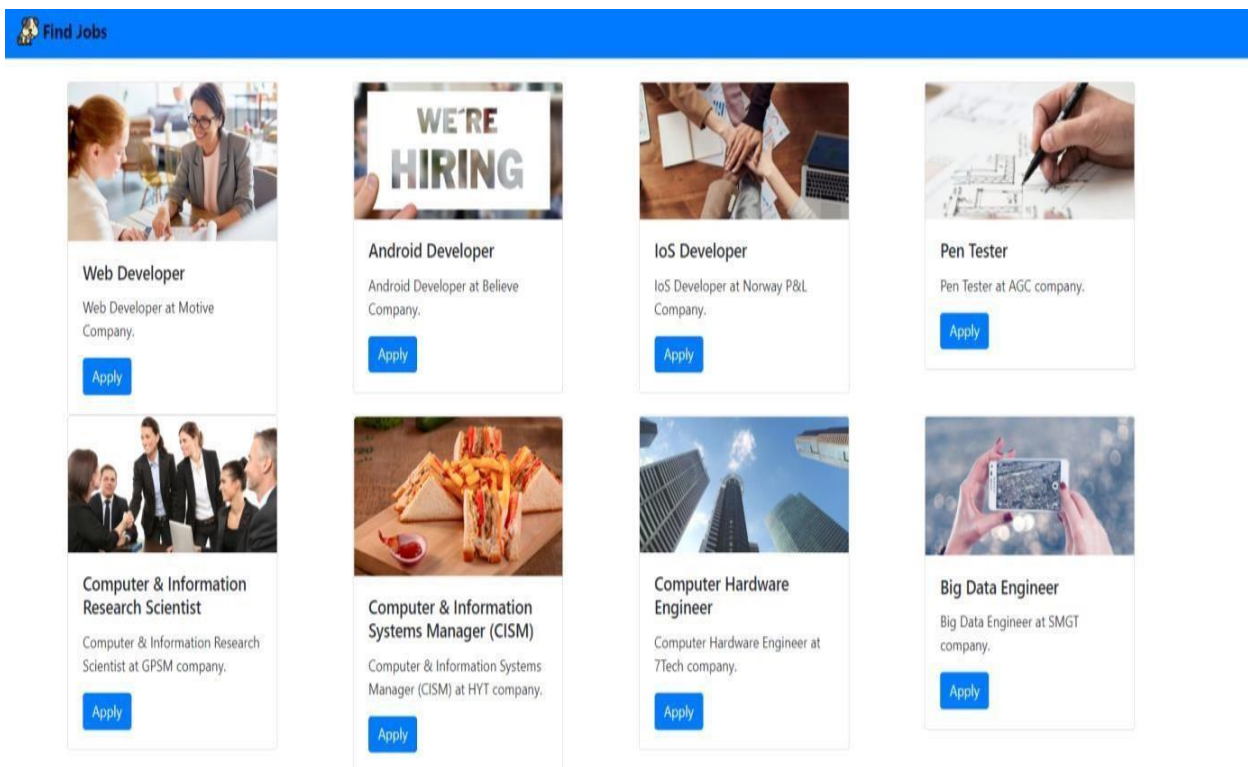 Find Jobs
WE'RE
HIRING
Web Developer
Web Developer at Motive
Company.
Apply
Android Developer
Android Developer at Believe
Company.
Apply
IoS Developer
IoS Developer at Norway P&L
Company.
Apply
Pen Tester
Pen Tester at AGC company.
Apply
Computer & Information
Research Scientist
Computer & Information Research
Scientist at GPSM company.
Apply
Computer & Information
Systems Manager (CISM)
Computer & Information Systems
Manager (CISM) at HYT company.
Apply
Computer Hardware
Engineer
Computer Hardware Engineer at
7Tech company.
Apply
Big Data Engineer
Big Data Engineer at SMGT
company.
Apply